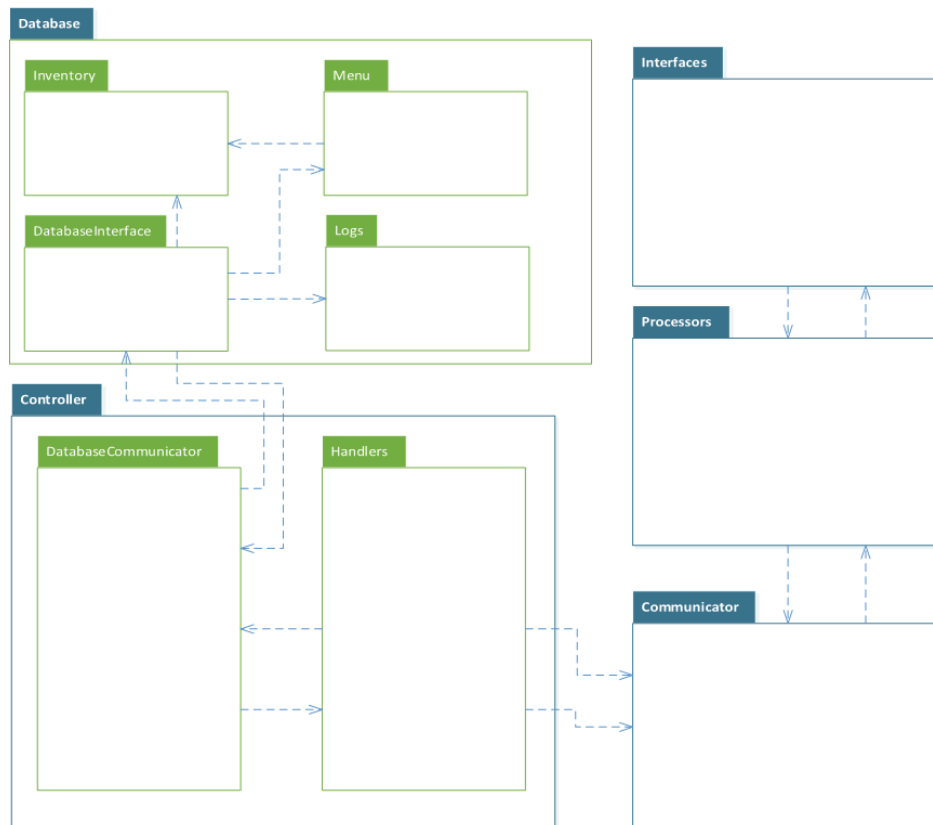 Database
Inventory
Menu
DatabaseInterface
Logs
Controller
DatabaseCommunicator
Handlers
Interfaces
Processors
Communicator